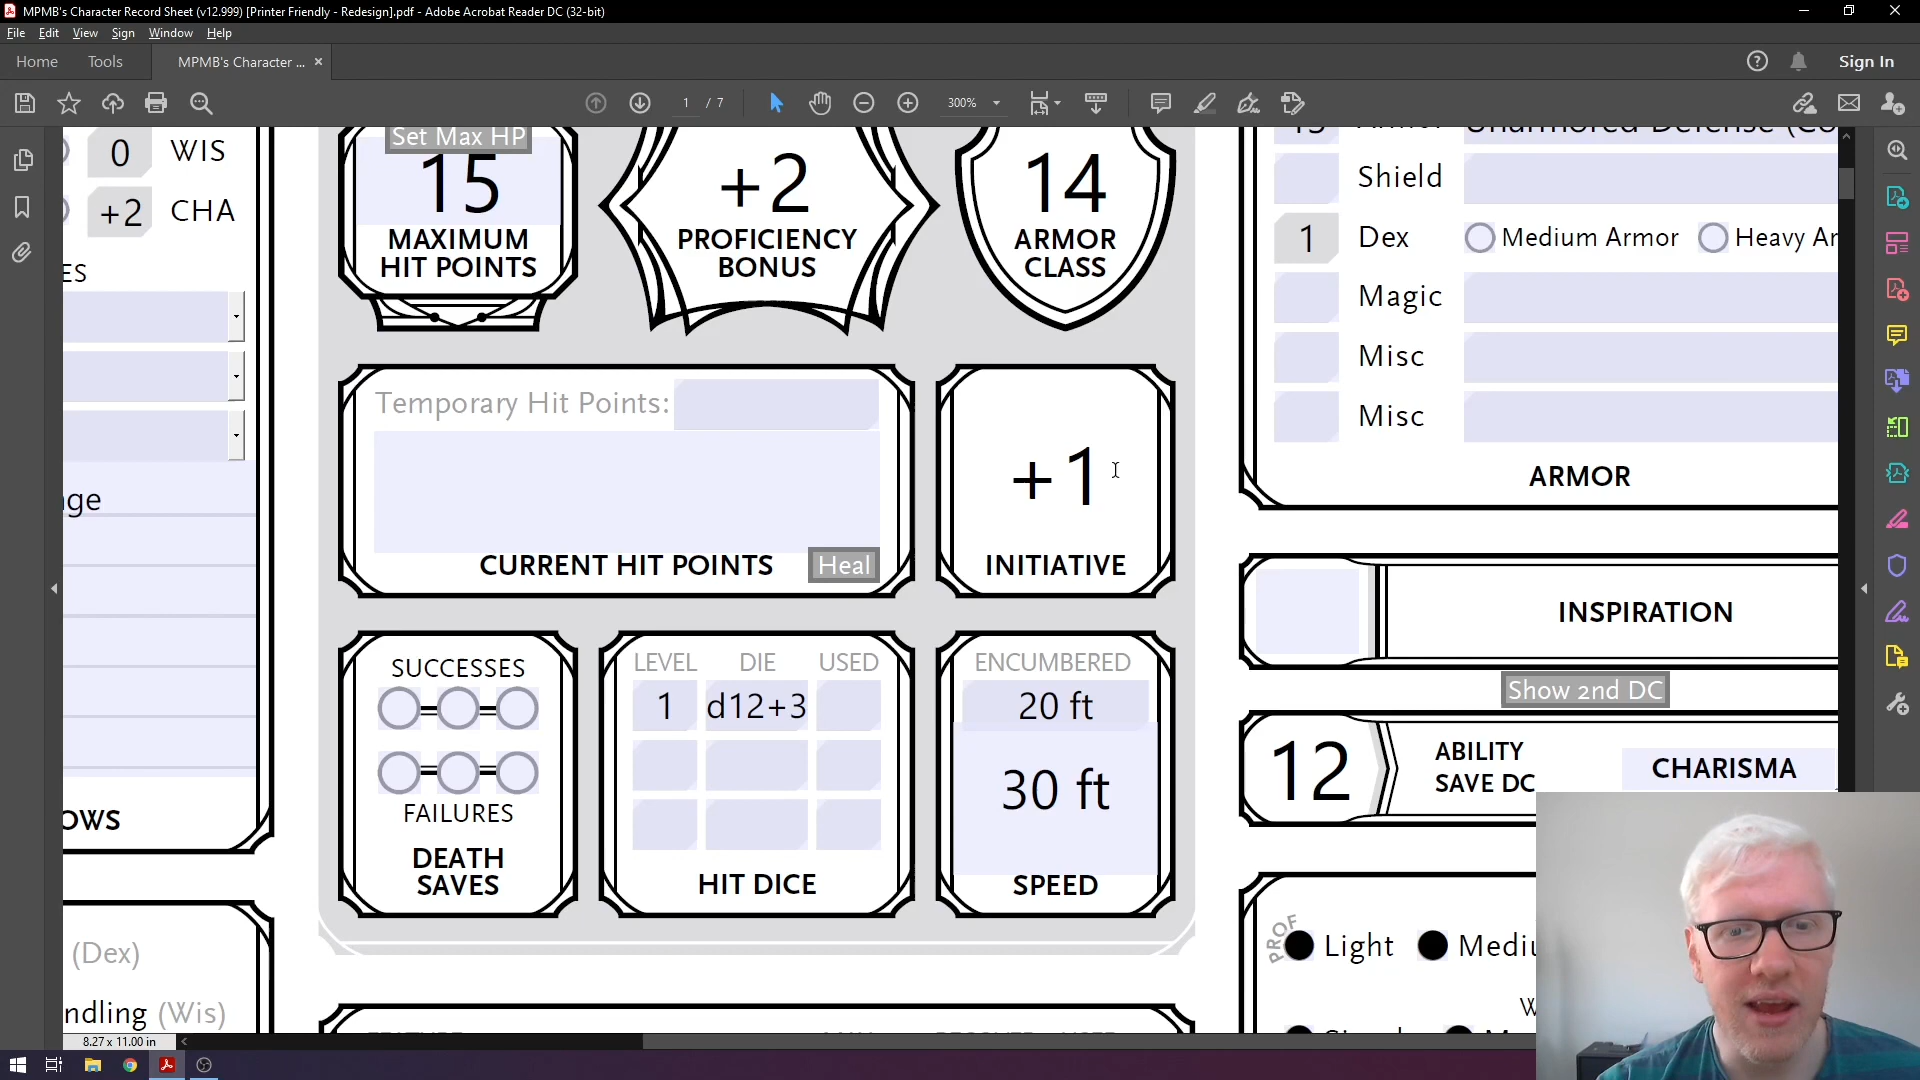 MPMB's Character Record Sheet (v12.999) [Printer Friendly - Redesign].pdf - Adobe Acrobat Reader DC (32-bit)
File Edit View Sign Window Help
Home Tools MPMB's Character ... × Sign In
1 / 7 300%
Set Max HP
15
MAXIMUM
HIT POINTS
+2
PROFICIENCY
BONUS
14
ARMOR
CLASS
0 WIS
+2 CHA
ES
nge
OWS
(Dex)
ndling (Wis)
Temporary Hit Points:
CURRENT HIT POINTS Heal
+1
INITIATIVE
SUCCESSES
FAILURES
DEATH
SAVES
LEVEL DIE USED
1 d12+3
HIT DICE
ENCUMBERED
20 ft
30 ft
SPEED
Shield
1 Dex Medium Armor Heavy Ar
Magic
Misc
Misc
ARMOR
INSPIRATION
Show 2nd DC
12 ABILITY
SAVE DC CHARISMA
PROF Light Mediu
8.27 x 11.00 in